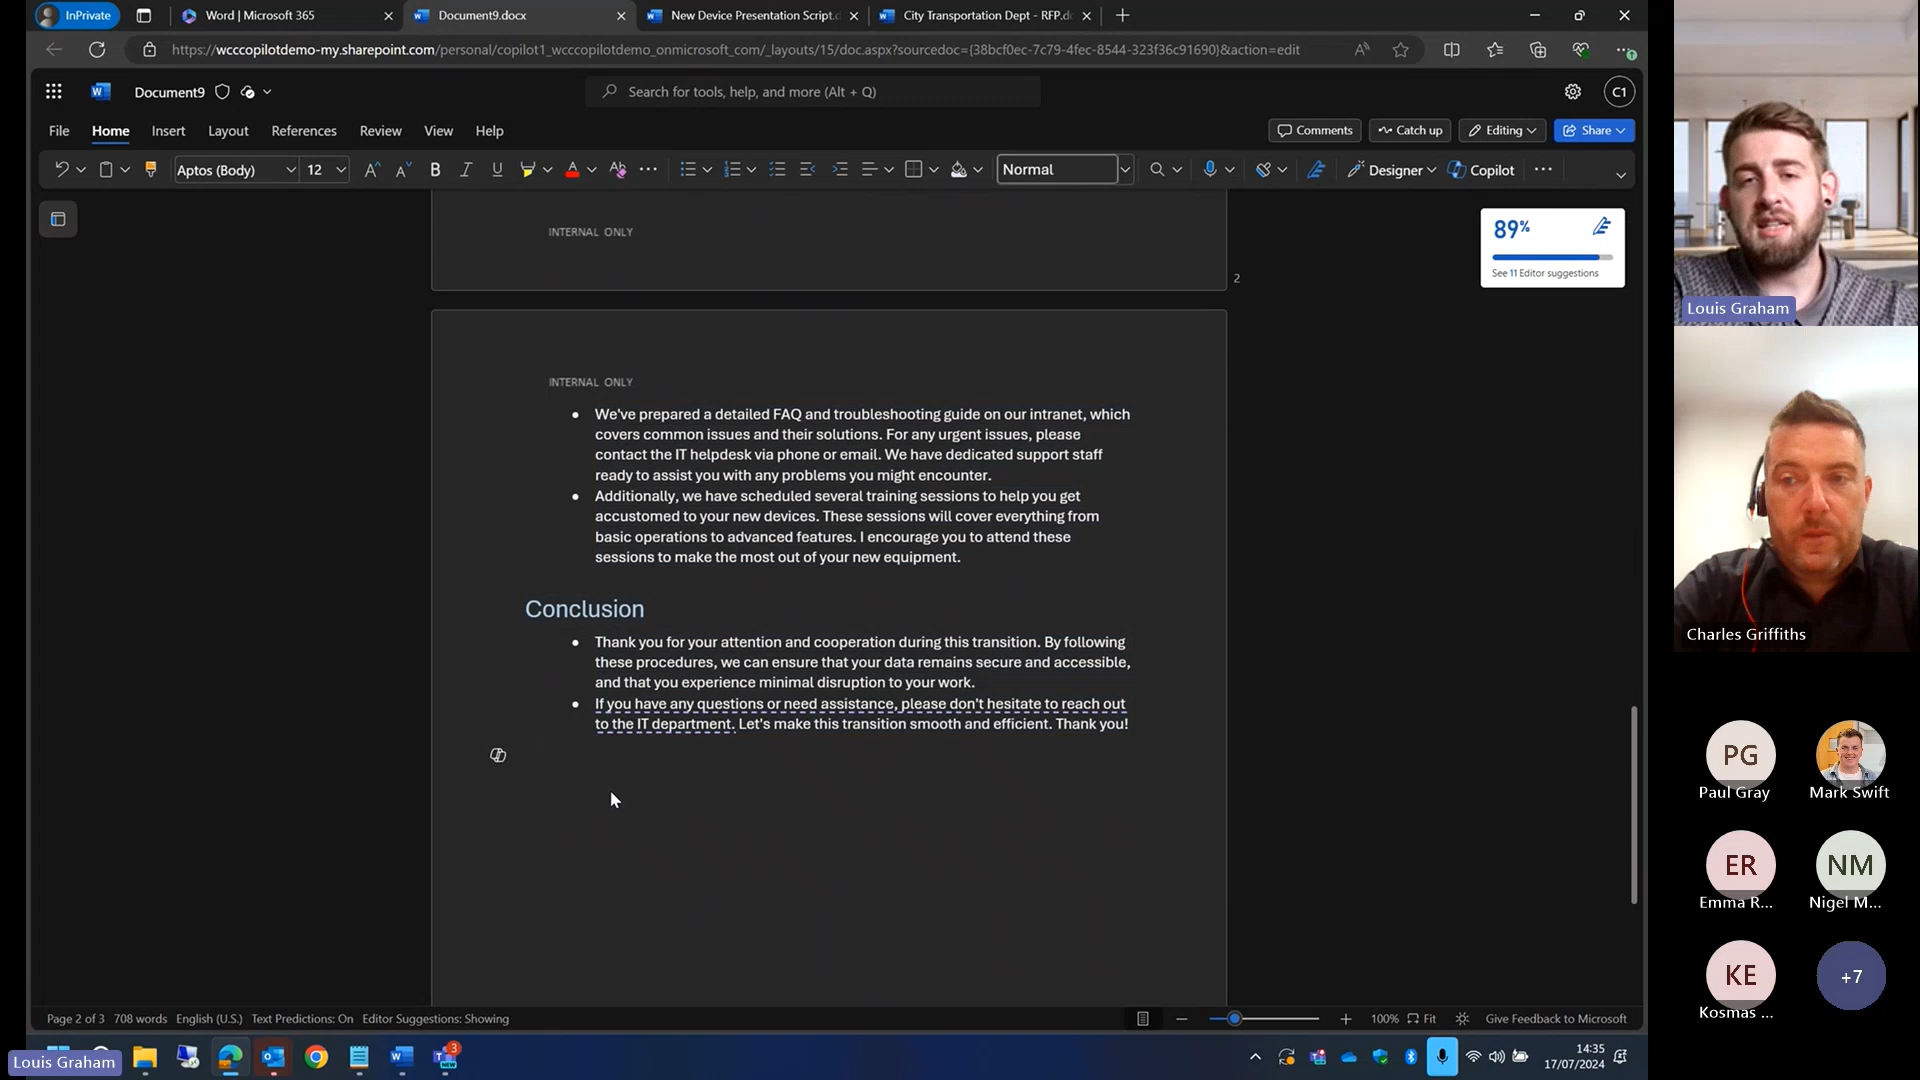 InPrivate
Word | Microsoft 365
Document9.docx
New Device Presentation Script.d
City Transportation Dept - RFP.do
https://wcccopilotdemo-my.sharepoint.com/personal/copilot1_wcccopilotdemo_onmicrosoft_com/_layouts/15/doc.aspx?sourcedoc={38bcf0ec-7c79-4fec-8544-323f36c91690}&action=edit
Document9
Search for tools, help, and more (Alt + Q)
C1
File
Home
Insert
Layout
References
Review
View
Help
Comments
Catch up
Editing
Share
Aptos (Body)
12
Normal
Designer
Copilot
INTERNAL ONLY
2
89%
See 11 Editor suggestions
INTERNAL ONLY
• We've prepared a detailed FAQ and troubleshooting guide on our intranet, which
covers common issues and their solutions. For any urgent issues, please
contact the IT helpdesk via phone or email. We have dedicated support staff
ready to assist you with any problems you might encounter.
• Additionally, we have scheduled several training sessions to help you get
accustomed to your new devices. These sessions will cover everything from
basic operations to advanced features. I encourage you to attend these
sessions to make the most out of your new equipment.
Conclusion
• Thank you for your attention and cooperation during this transition. By following
these procedures, we can ensure that your data remains secure and accessible,
and that you experience minimal disruption to your work.
• If you have any questions or need assistance, please don't hesitate to reach out
to the IT department. Let's make this transition smooth and efficient. Thank you!
Page 2 of 3
708 words
English (U.S.)
Text Predictions: On
Editor Suggestions: Showing
100%
Fit
Give Feedback to Microsoft
Louis Graham
3
14:35
17/07/2024
Louis Graham
Charles Griffiths
PG
Paul Gray
Mark Swift
ER
Emma R...
NM
Nigel M...
KE
Kosmas ...
+7